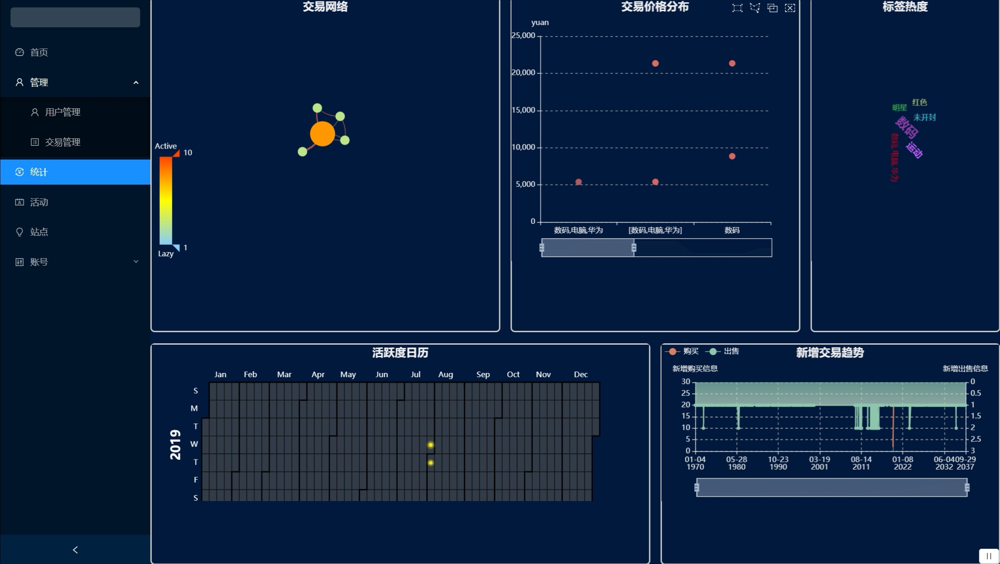 首页
管理
用户管理
交易管理
统计
活动
站点
账号
交易网络
Active
10
1
Lazy
交易价格分布
yuan
25,000
20,000
15,000
10,000
5,000
0
数码,电脑,华为
[数码,电脑,华为]
数码
标签热度
红色
明星
未开封
数码
运动
数码,电脑,华为
活跃度日历
Jan Feb Mar Apr May Jun Jul Aug Sep Oct Nov Dec
2019
S
M
T
W
T
F
S
购买 出售
新增交易趋势
新增购买信息 新增出售信息
30 0
25 0.5
20 1
15 1.5
10 2
5 2.5
0 3
01-04 05-28 10-23 03-19 08-14 01-08 06-04 09-29
1970 1980 1990 2001 2011 2022 2032 2037